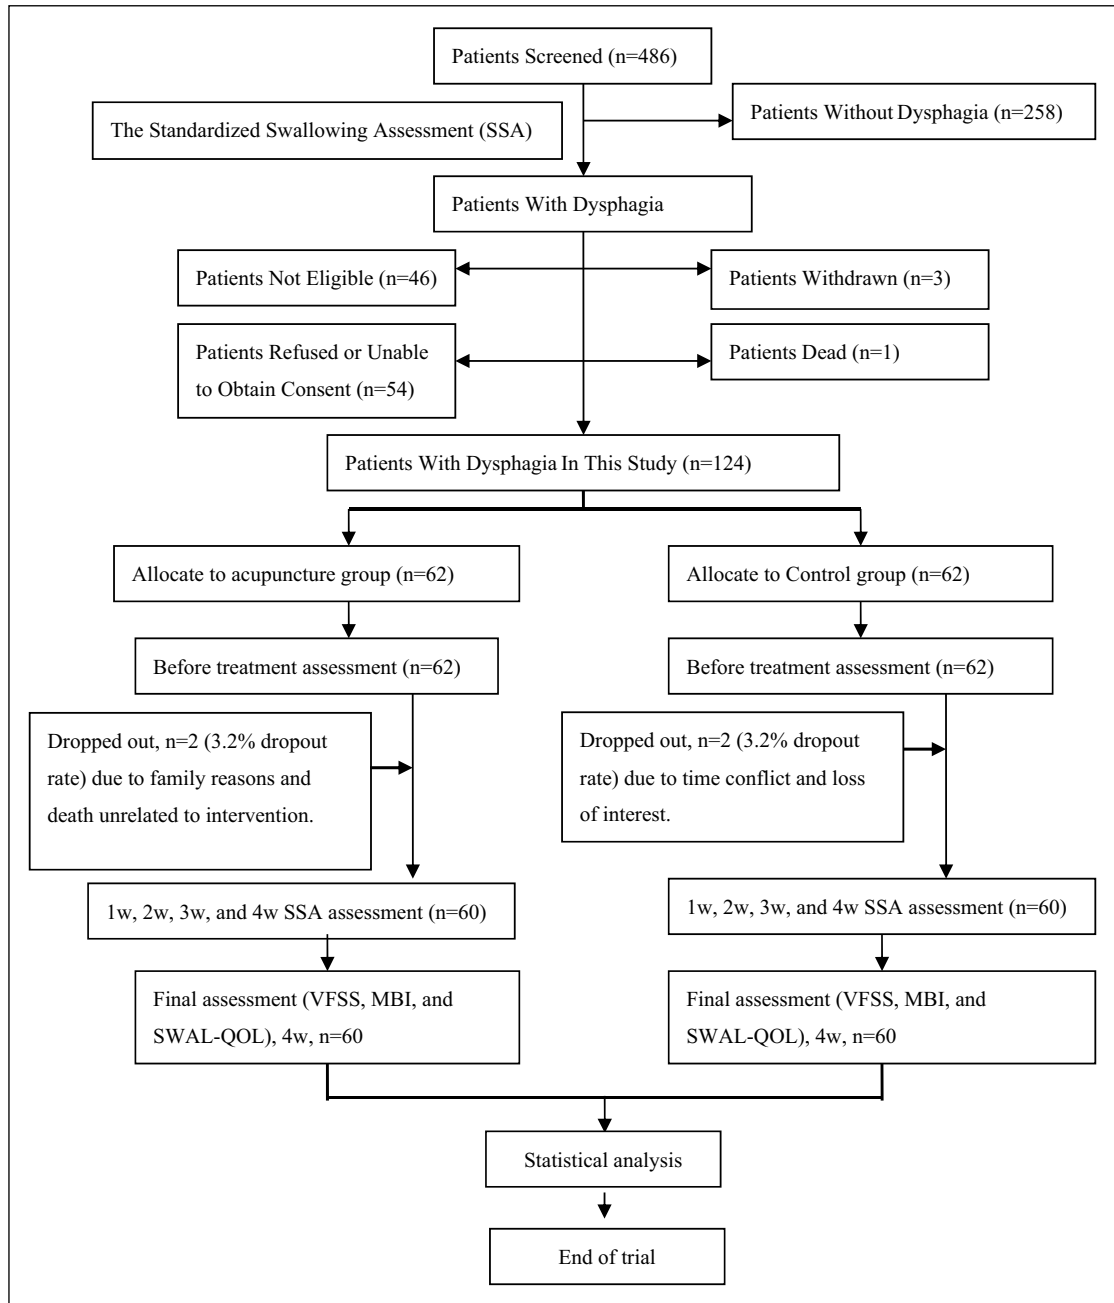 Patients Screened (n=486)
Patients Without Dysphagia (n=258)
The Standardized Swallowing Assessment (SSA)
Patients With Dysphagia
Patients Not Eligible (n=46)
Patients Withdrawn (n=3)
Patients Refused or Unable
to Obtain Consent (n=54)
Patients Dead (n=1)
Patients With Dysphagia In This Study (n=124)
Allocate to acupuncture group (n=62)
Allocate to Control group (n=62)
Before treatment assessment (n=62)
Before treatment assessment (n=62)
Dropped out, n=2 (3.2% dropout
rate) due to family reasons and
death unrelated to intervention.
Dropped out, n=2 (3.2% dropout
rate) due to time conflict and loss
of interest.
1w, 2w, 3w, and 4w SSA assessment (n=60)
1w, 2w, 3w, and 4w SSA assessment (n=60)
Final assessment (VFSS, MBI, and
SWAL-QOL), 4w, n=60
Final assessment (VFSS, MBI, and
SWAL-QOL), 4w, n=60
Statistical analysis
End of trial